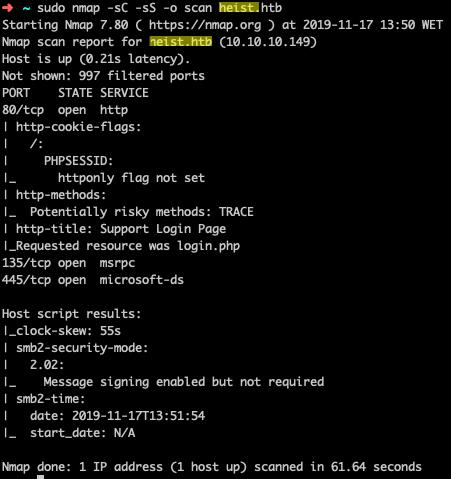 ➜ ~ sudo nmap -sC -sS -o scan heist.htb
Starting Nmap 7.80 ( https://nmap.org ) at 2019-11-17 13:50 WET
Nmap scan report for heist.htb (10.10.10.149)
Host is up (0.21s latency).
Not shown: 997 filtered ports
PORT    STATE SERVICE
80/tcp  open  http
| http-cookie-flags:
|   /:
|     PHPSESSID:
|_      httponly flag not set
| http-methods:
|_  Potentially risky methods: TRACE
| http-title: Support Login Page
|_Requested resource was login.php
135/tcp open  msrpc
445/tcp open  microsoft-ds
Host script results:
|_clock-skew: 55s
| smb2-security-mode:
|   2.02:
|_    Message signing enabled but not required
| smb2-time:
|   date: 2019-11-17T13:51:54
|_  start_date: N/A
Nmap done: 1 IP address (1 host up) scanned in 61.64 seconds